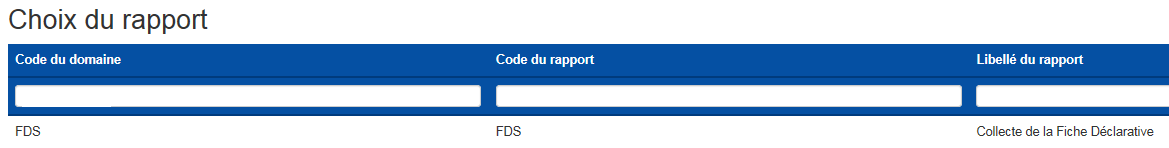 Choix du rapport
Code du domaine Code du rapport Libellé du rapport
FDS FDS Collecte de la Fiche Déclarative